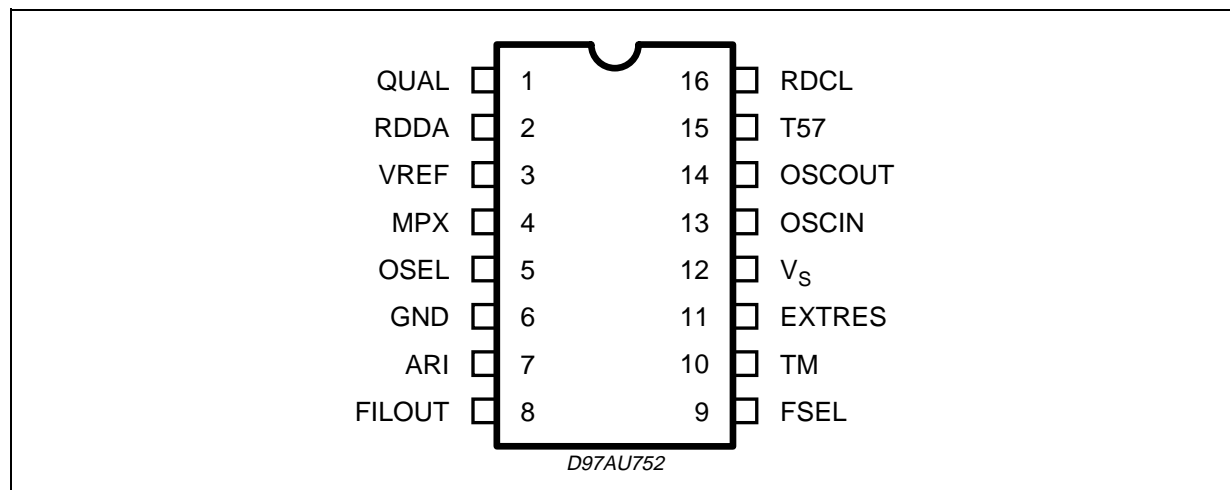 QUAL 1 16 RDCL
RDDA 2 15 T57
VREF 3 14 OSCOUT
MPX 4 13 OSCIN
OSEL 5 12 VS
GND 6 11 EXTRES
ARI 7 10 TM
FILOUT 8 9 FSEL
D97AU752